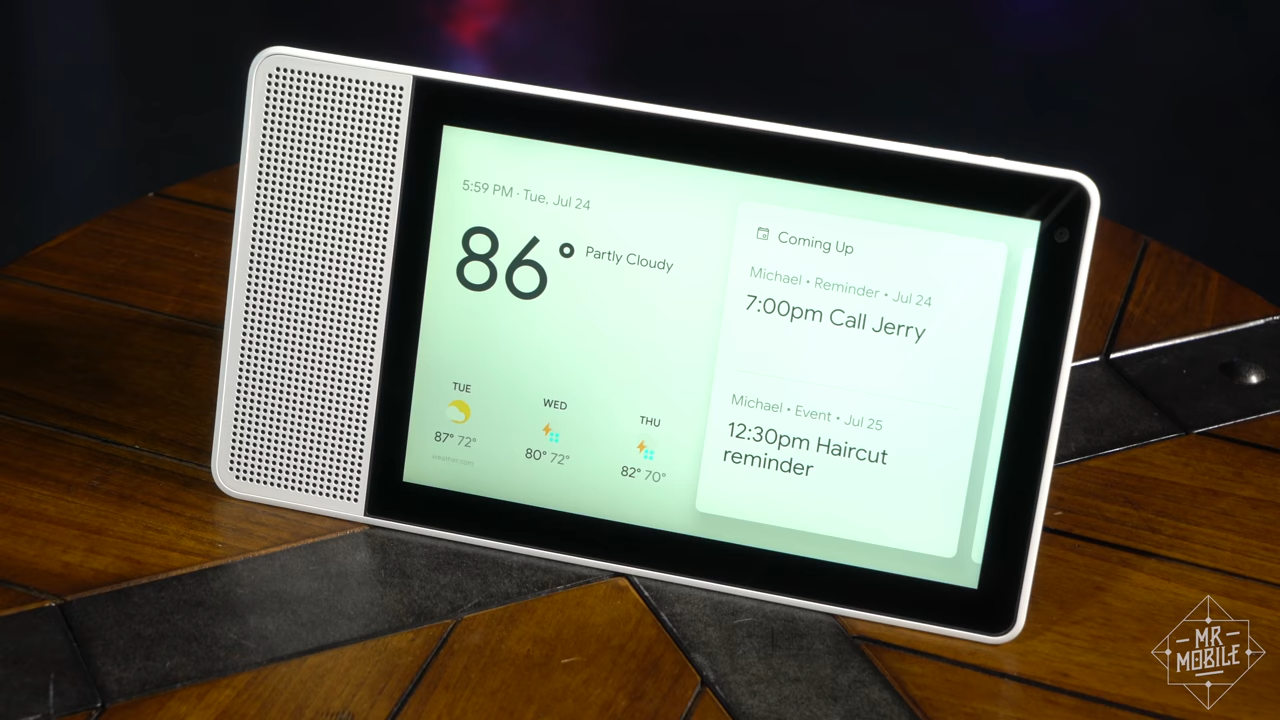 5:59 PM · Tue, Jul 24
86° Partly Cloudy
TUE
87° 72°
weather.com
WED
80° 72°
THU
82° 70°
Coming Up
Michael • Reminder • Jul 24
7:00pm Call Jerry
Michael • Event • Jul 25
12:30pm Haircut
reminder
MR
MOBILE